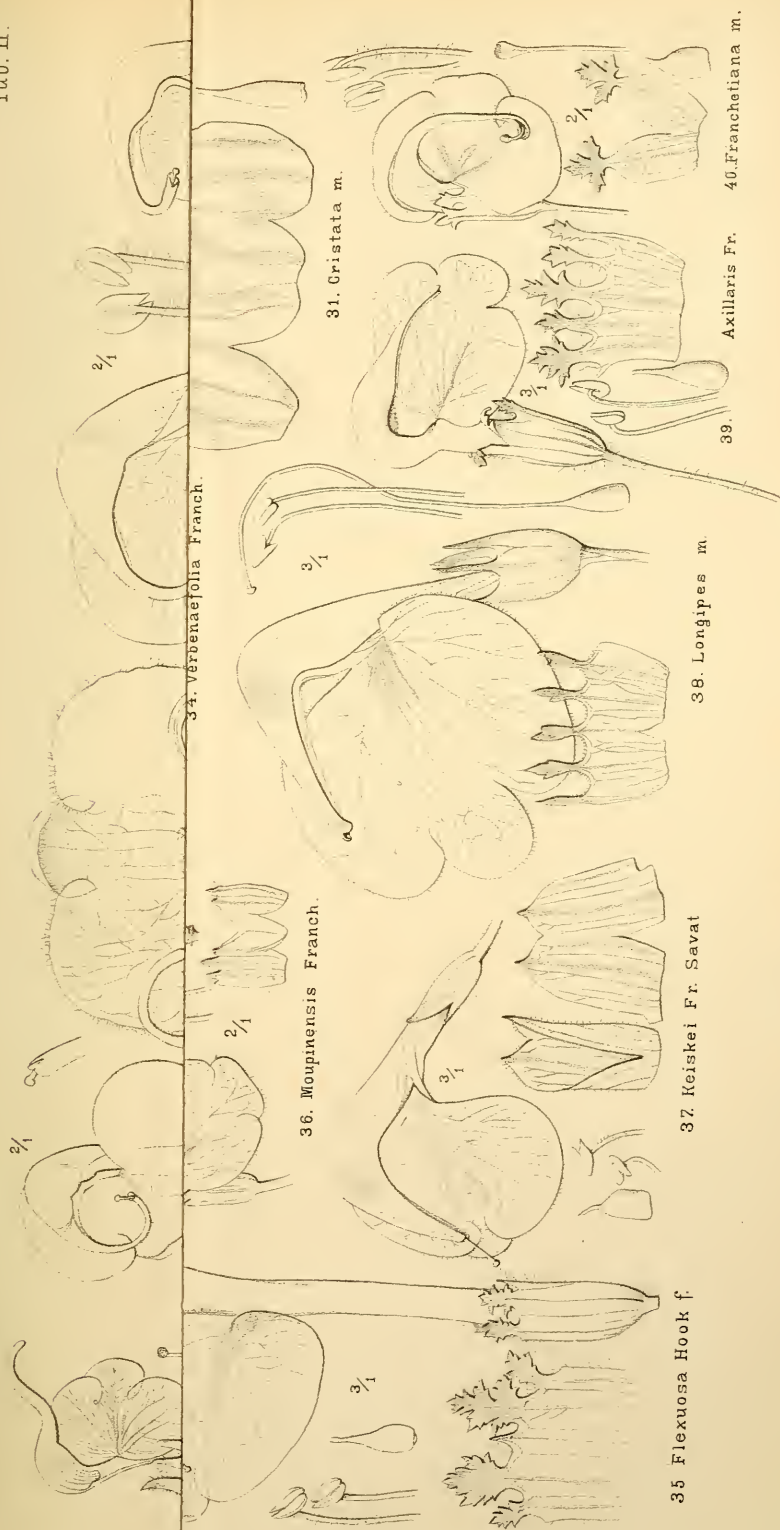 Tab. II.
2/1
2/1
34. Verbenaefolia Franch.
2/1
36. Moupinensis Franch.
3/1
31. Cristata m.
3/1
35 Flexuosa Hook f.
3/1
37. Keiskei Fr. Savat
38. Longipes m.
3/1
39. Axillaris Fr.
2/1
40. Franchetiana m.